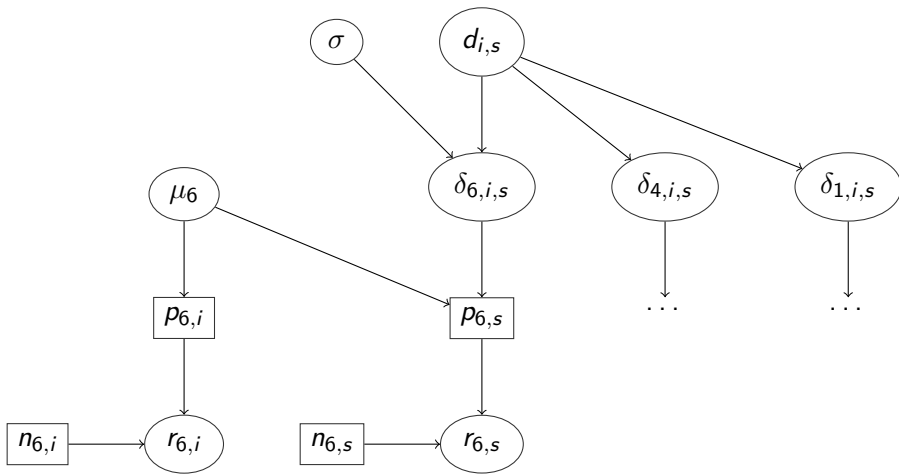 σ d_{i,s}
μ_6 δ_{6,i,s} δ_{4,i,s} δ_{1,i,s}
p_{6,i} p_{6,s} ... ...
n_{6,i} r_{6,i} n_{6,s} r_{6,s}